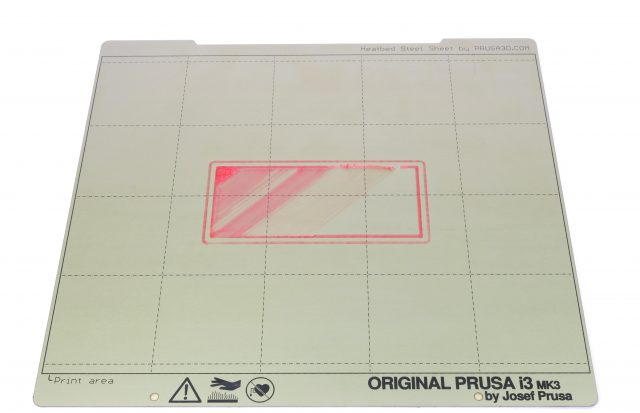 Heatbed Steel Sheet by PRUSA3D.COM
Print area
ORIGINAL PRUSA i3 MK3
by Josef Prusa